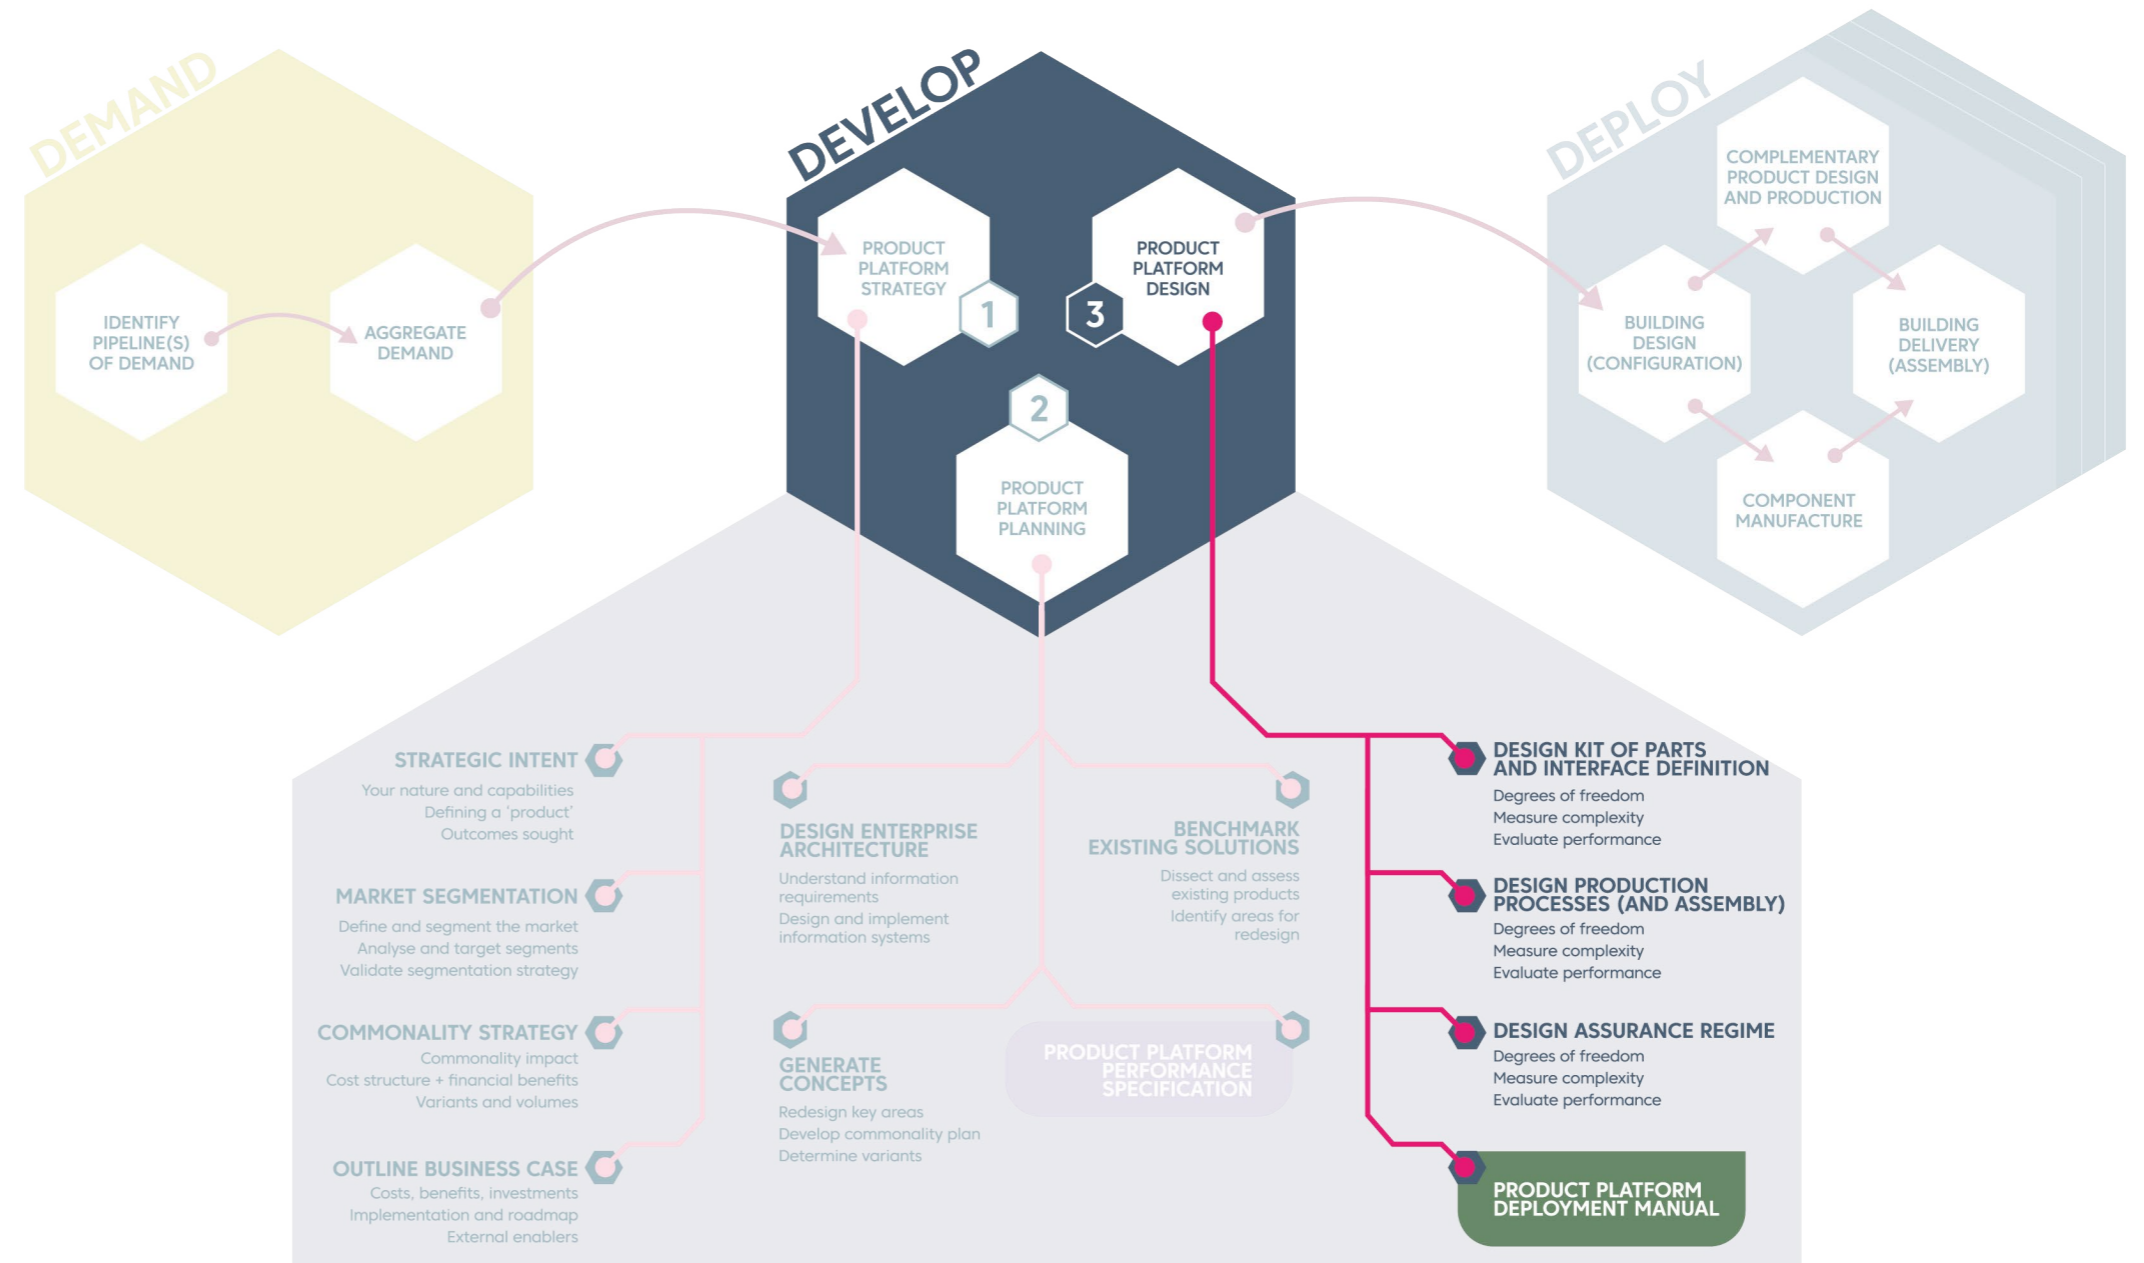 DEMAND
IDENTIFY
PIPELINE(S)
OF DEMAND
AGGREGATE
DEMAND
DEVELOP
PRODUCT
PLATFORM
STRATEGY
1
PRODUCT
PLATFORM
DESIGN
3
2
PRODUCT
PLATFORM
PLANNING
DEPLOY
COMPLEMENTARY
PRODUCT DESIGN
AND PRODUCTION
BUILDING
DESIGN
(CONFIGURATION)
BUILDING
DELIVERY
(ASSEMBLY)
COMPONENT
MANUFACTURE
STRATEGIC INTENT
Your nature and capabilities
Defining a 'product'
Outcomes sought
MARKET SEGMENTATION
Define and segment the market
Analyse and target segments
Validate segmentation strategy
COMMONALITY STRATEGY
Commonality impact
Cost structure + financial benefits
Variants and volumes
OUTLINE BUSINESS CASE
Costs, benefits, investments
Implementation and roadmap
External enablers
DESIGN ENTERPRISE
ARCHITECTURE
Understand information
requirements
Design and implement
information systems
BENCHMARK
EXISTING SOLUTIONS
Dissect and assess
existing products
Identify areas for
redesign
GENERATE
CONCEPTS
Redesign key areas
Develop commonality plan
Determine variants
PRODUCT PLATFORM
PERFORMANCE
SPECIFICATION
DESIGN KIT OF PARTS
AND INTERFACE DEFINITION
Degrees of freedom
Measure complexity
Evaluate performance
DESIGN PRODUCTION
PROCESSES (AND ASSEMBLY)
Degrees of freedom
Measure complexity
Evaluate performance
DESIGN ASSURANCE REGIME
Degrees of freedom
Measure complexity
Evaluate performance
PRODUCT PLATFORM
DEPLOYMENT MANUAL